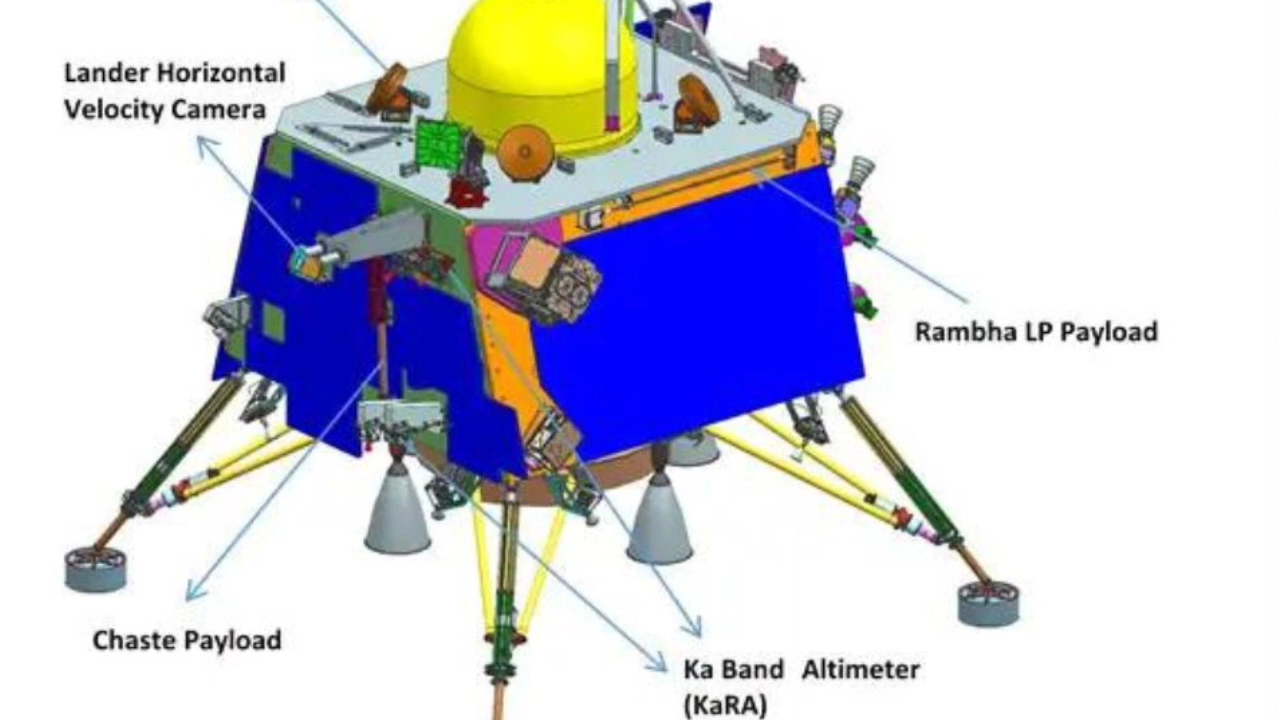 Lander Horizontal
Velocity Camera
Rambha LP Payload
Chaste Payload
Ka Band Altimeter
(KaRA)